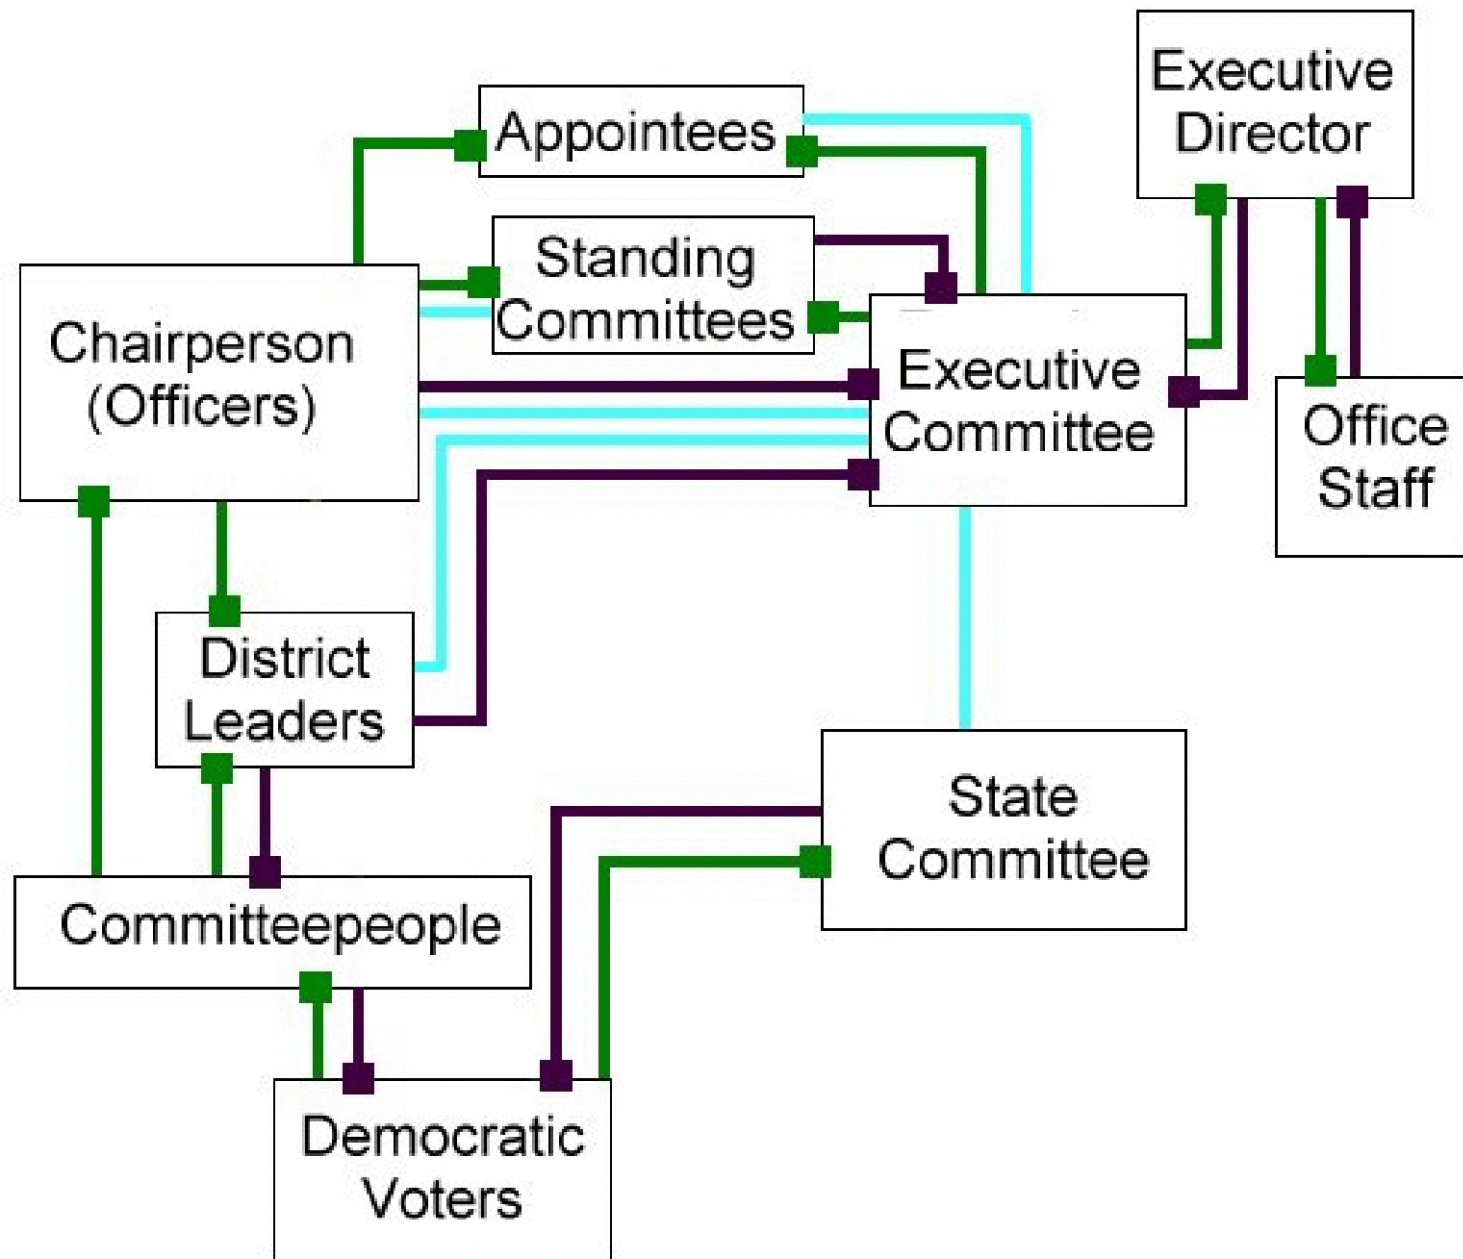 Executive
Director
Appointees
Standing
Committees
Chairperson
(Officers)
Executive
Committee
Office
Staff
District
Leaders
State
Committee
Committeepeople
Democratic
Voters